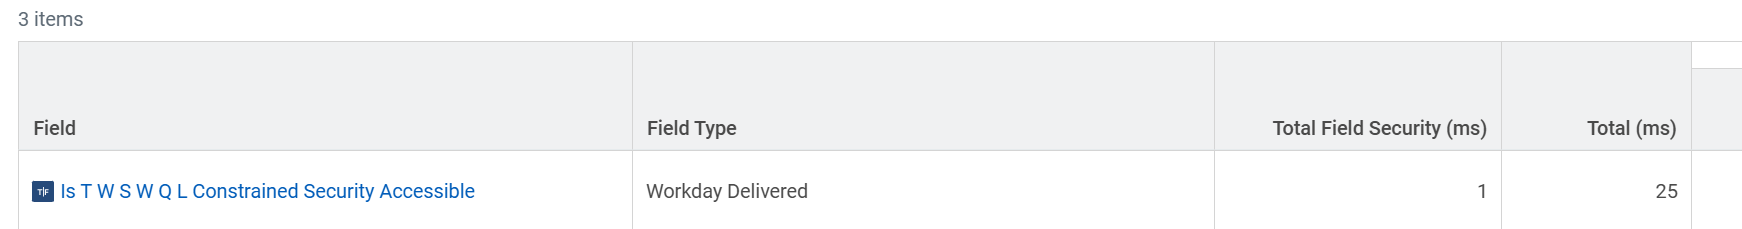 3 items
Field
Field Type
Total Field Security (ms)
Total (ms)
T|F Is T W S W Q L Constrained Security Accessible
Workday Delivered
1
25